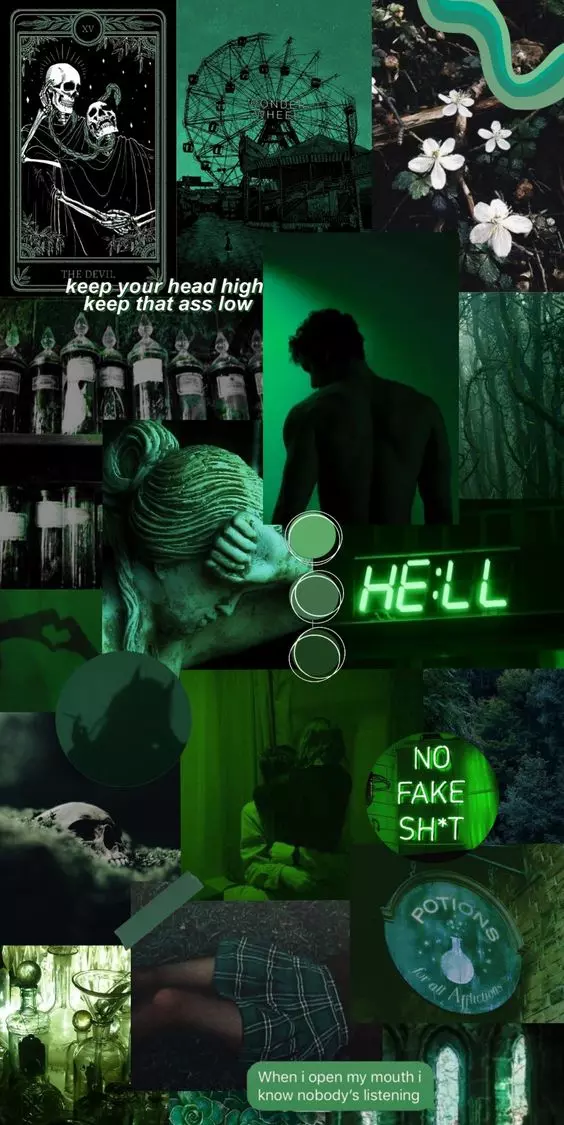 XV
WONDER
WHEEL
THE DEVIL
keep your head high
keep that ass low
HE:LL
NO
FAKE
SH*T
POTIONS
for all Afflictions
When i open my mouth i
know nobody's listening